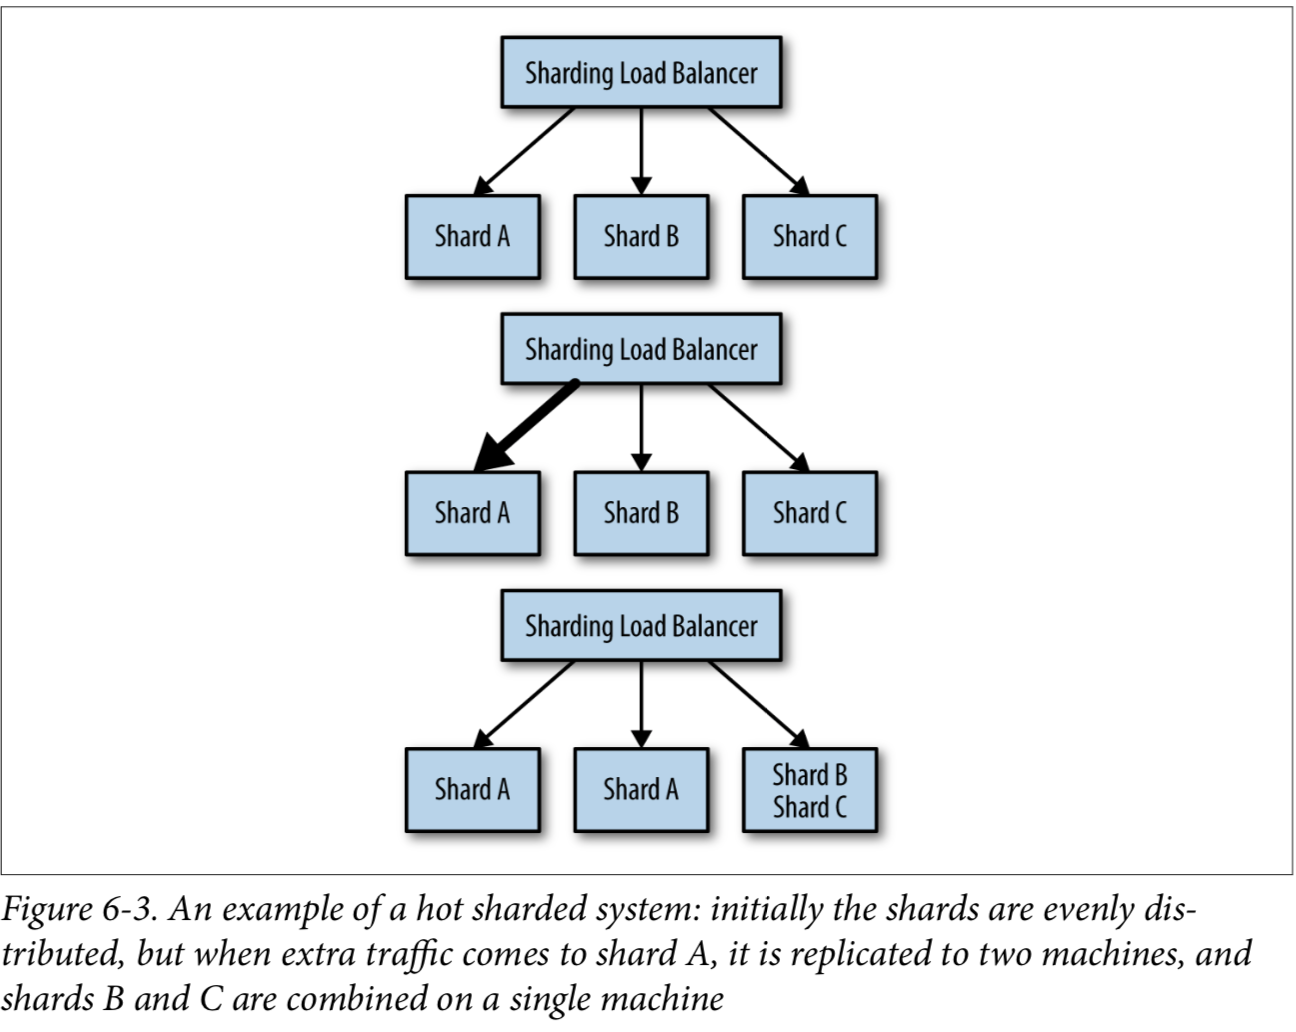 Sharding Load Balancer
Shard A
Shard B
Shard C
Sharding Load Balancer
Shard A
Shard B
Shard C
Sharding Load Balancer
Shard A
Shard A
Shard B
Shard C
Figure 6-3. An example of a hot sharded system: initially the shards are evenly dis-
tributed, but when extra traffic comes to shard A, it is replicated to two machines, and
shards B and C are combined on a single machine